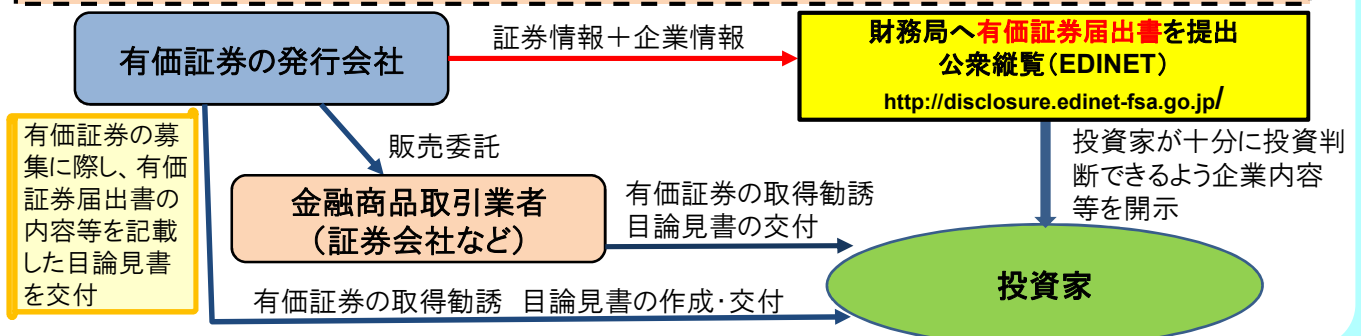 有価証券の発行会社
証券情報＋企業情報
財務局へ有価証券届出書を提出
公衆縦覧（EDINET）
http://disclosure.edinet-fsa.go.jp/
有価証券の募
集に際し、有価
証券届出書の
内容等を記載
した目論見書
を交付
販売委託
投資家が十分に投資判
断できるよう企業内容
等を開示
金融商品取引業者
（証券会社など）
有価証券の取得勧誘
目論見書の交付
投資家
有価証券の取得勧誘　目論見書の作成・交付